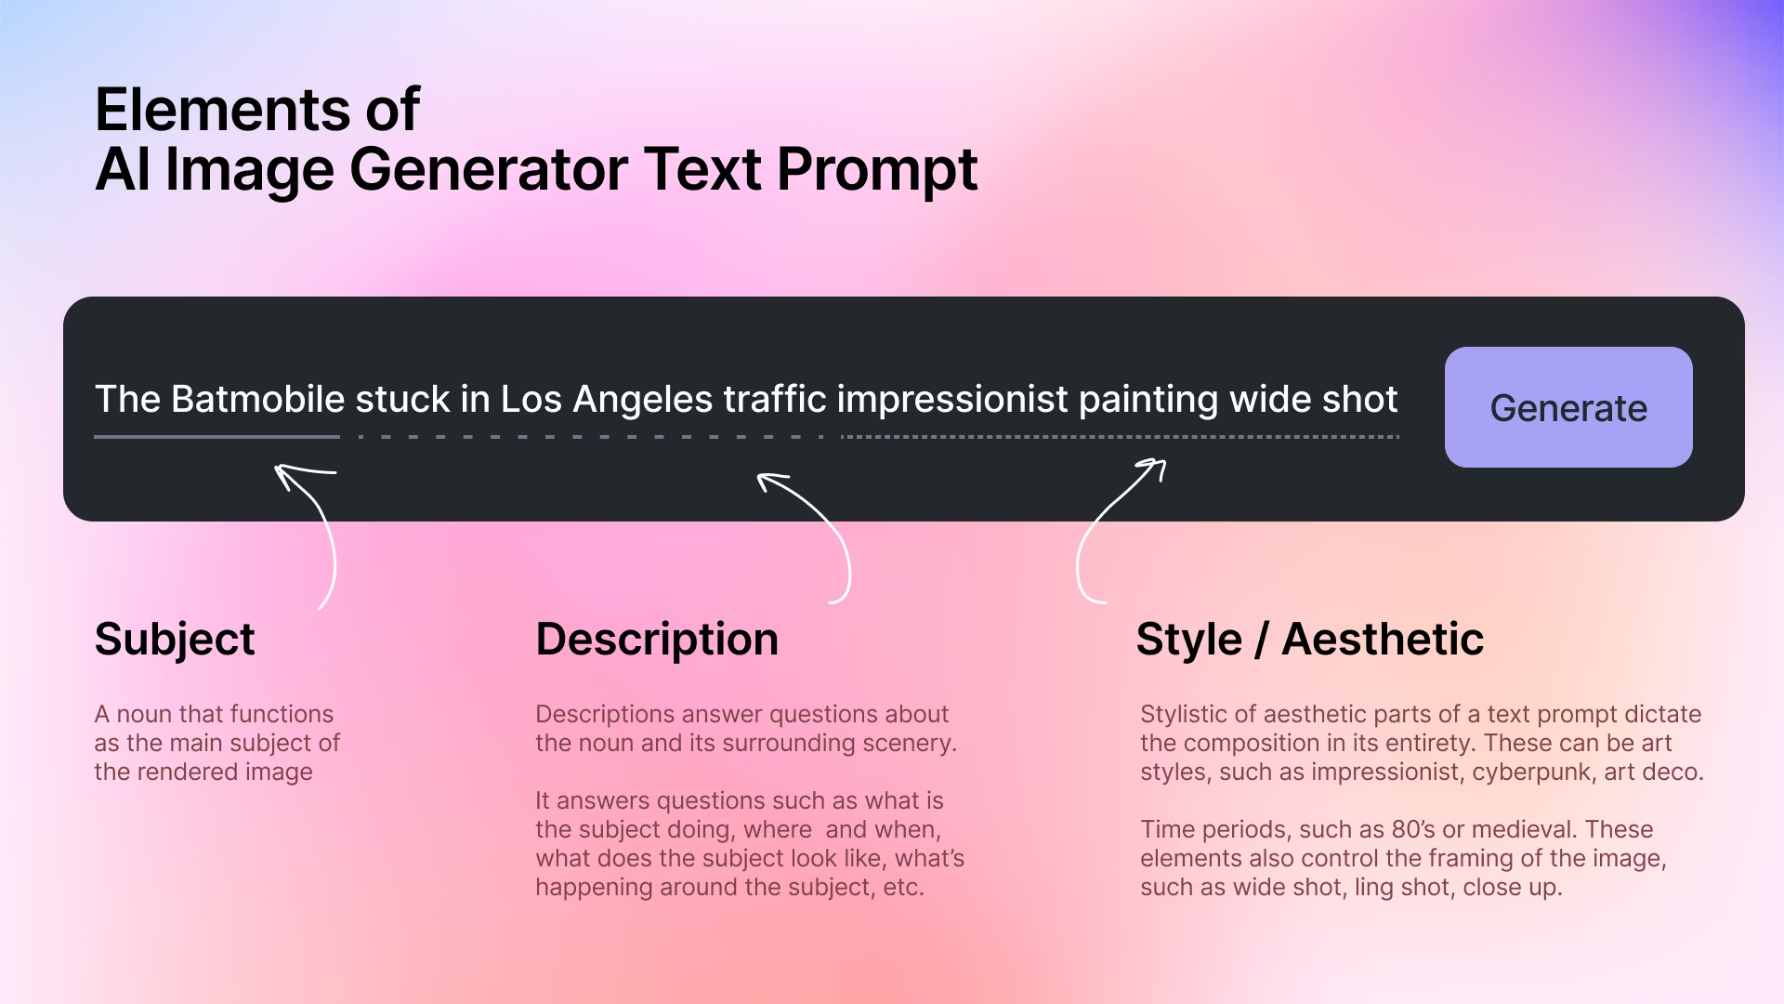 Elements of
AI Image Generator Text Prompt
The Batmobile stuck in Los Angeles traffic impressionist painting wide shot
Generate
Subject
A noun that functions
as the main subject of
the rendered image
Description
Descriptions answer questions about
the noun and its surrounding scenery.
It answers questions such as what is
the subject doing, where  and when,
what does the subject look like, what’s
happening around the subject, etc.
Style / Aesthetic
Stylistic of aesthetic parts of a text prompt dictate
the composition in its entirety. These can be art
styles, such as impressionist, cyberpunk, art deco.
Time periods, such as 80’s or medieval. These
elements also control the framing of the image,
such as wide shot, ling shot, close up.